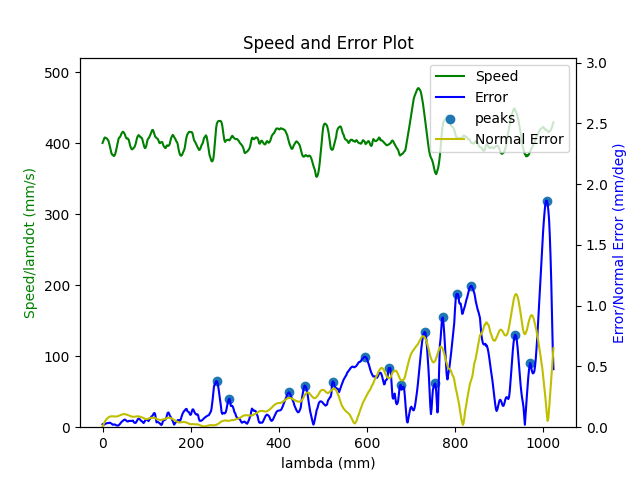 Speed and Error Plot
Speed/lamdot (mm/s)
500
400
300
200
100
0
Speed
Error
peaks
Normal Error
3.0
2.5
2.0
1.5
1.0
0.5
0.0
Error/Normal Error (mm/deg)
0 200 400 600 800 1000
lambda (mm)